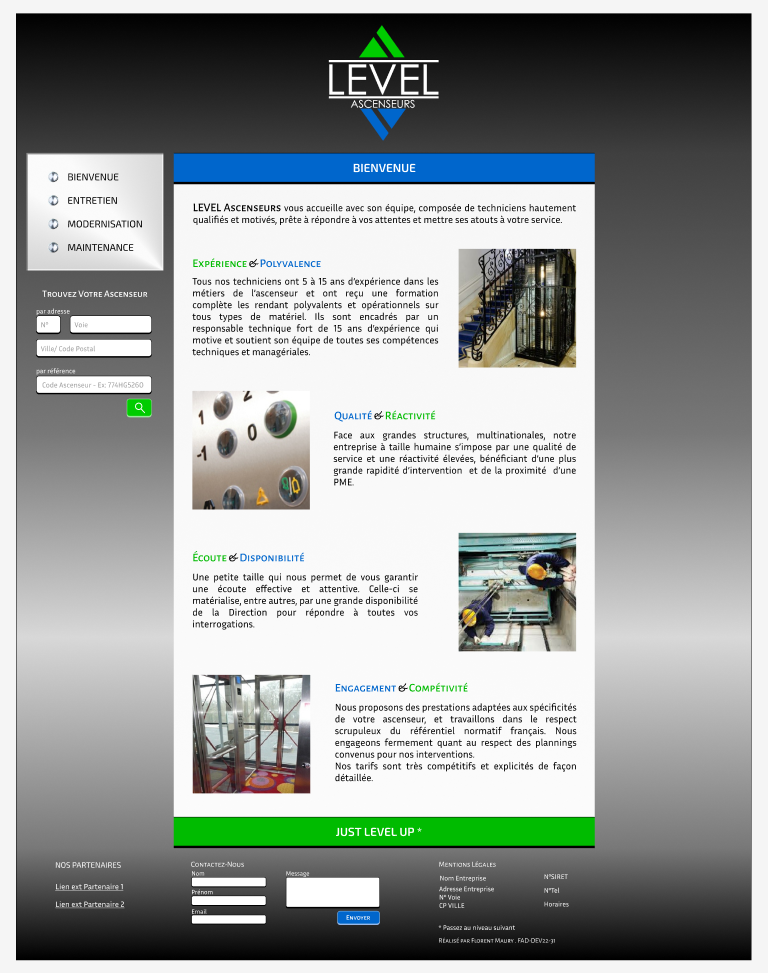 LEVEL
ASCENSEURS
BIENVENUE
ENTRETIEN
MODERNISATION
MAINTENANCE
Trouvez Votre Ascenseur
par adresse
N°
Voie
Ville/ Code Postal
par référence
Code Ascenseur - Ex: 774HG5260
BIENVENUE
LEVEL Ascenseurs vous accueille avec son équipe, composée de techniciens hautement
qualifiés et motivés, prête à répondre à vos attentes et mettre ses atouts à votre service.
Expérience & Polyvalence
Tous nos techniciens ont 5 à 15 ans d'expérience dans les
métiers de l'ascenseur et ont reçu une formation
complète les rendant polyvalents et opérationnels sur
tous types de matériel. Ils sont encadrés par un
responsable technique fort de 15 ans d'expérience qui
motive et soutient son équipe de toutes ses compétences
techniques et managériales.
1
2
-1
0
-1
Qualité & Réactivité
Face aux grandes structures, multinationales, notre
entreprise à taille humaine s'impose par une qualité de
service et une réactivité élevées, bénéficiant d'une plus
grande rapidité d'intervention et de la proximité d'une
PME.
Écoute & Disponibilité
Une petite taille qui nous permet de vous garantir
une écoute effective et attentive. Celle-ci se
matérialise, entre autres, par une grande disponibilité
de la Direction pour répondre à toutes vos
interrogations.
Engagement & Compétivité
Nous proposons des prestations adaptées aux spécificités
de votre ascenseur, et travaillons dans le respect
scrupuleux du référentiel normatif français. Nous
engageons fermement quant au respect des plannings
convenus pour nos interventions.
Nos tarifs sont très compétitifs et explicités de façon
détaillée.
JUST LEVEL UP *
NOS PARTENAIRES
Lien ext Partenaire 1
Lien ext Partenaire 2
Contactez-Nous
Nom
Prénom
Email
Message
Envoyer
Mentions Légales
Nom Entreprise
Adresse Entreprise
N° Voie
CP VILLE
N°SIRET
N°Tel
Horaires
* Passez au niveau suivant
Réalisé par Florent Maury . FAD-DEV22-31